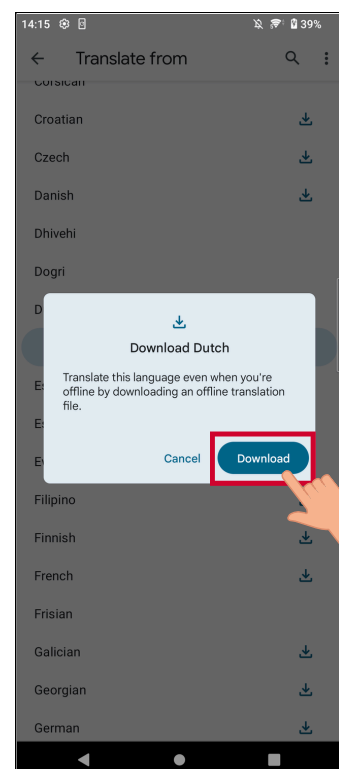 14:15 39%
Translate from
Corsican
Croatian
Czech
Danish
Dhivehi
Dogri
D
Download Dutch
Translate this language even when you're
offline by downloading an offline translation
file.
Cancel Download
Filipino
Finnish
French
Frisian
Galician
Georgian
German